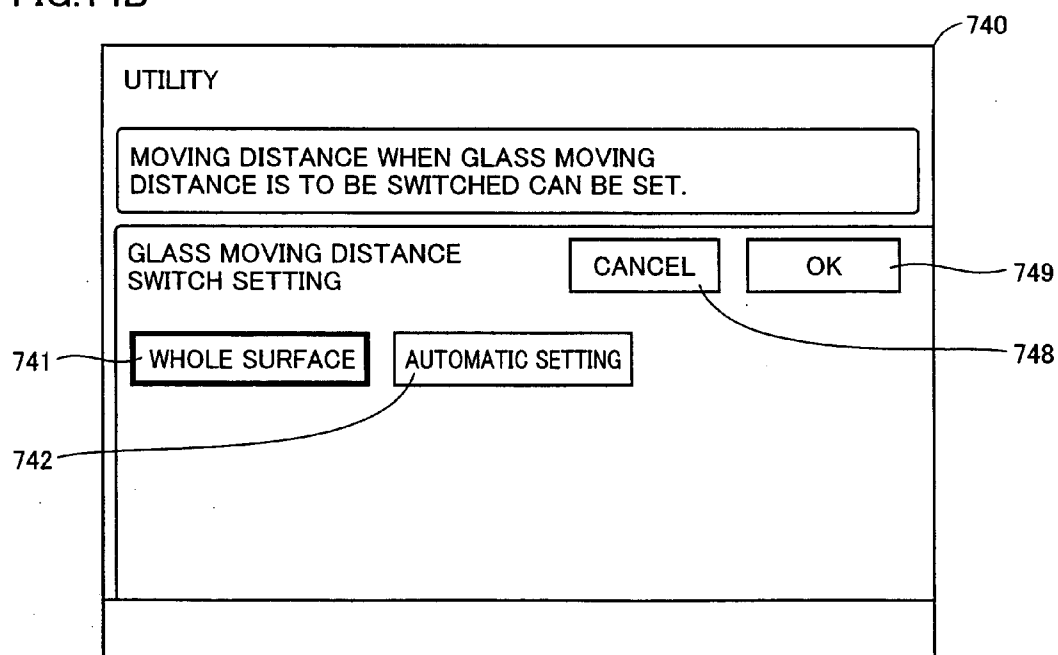 740
UTILITY
MOVING DISTANCE WHEN GLASS MOVING
DISTANCE IS TO BE SWITCHED CAN BE SET.
GLASS MOVING DISTANCE
SWITCH SETTING
CANCEL
OK
749
748
741
WHOLE SURFACE
AUTOMATIC SETTING
742